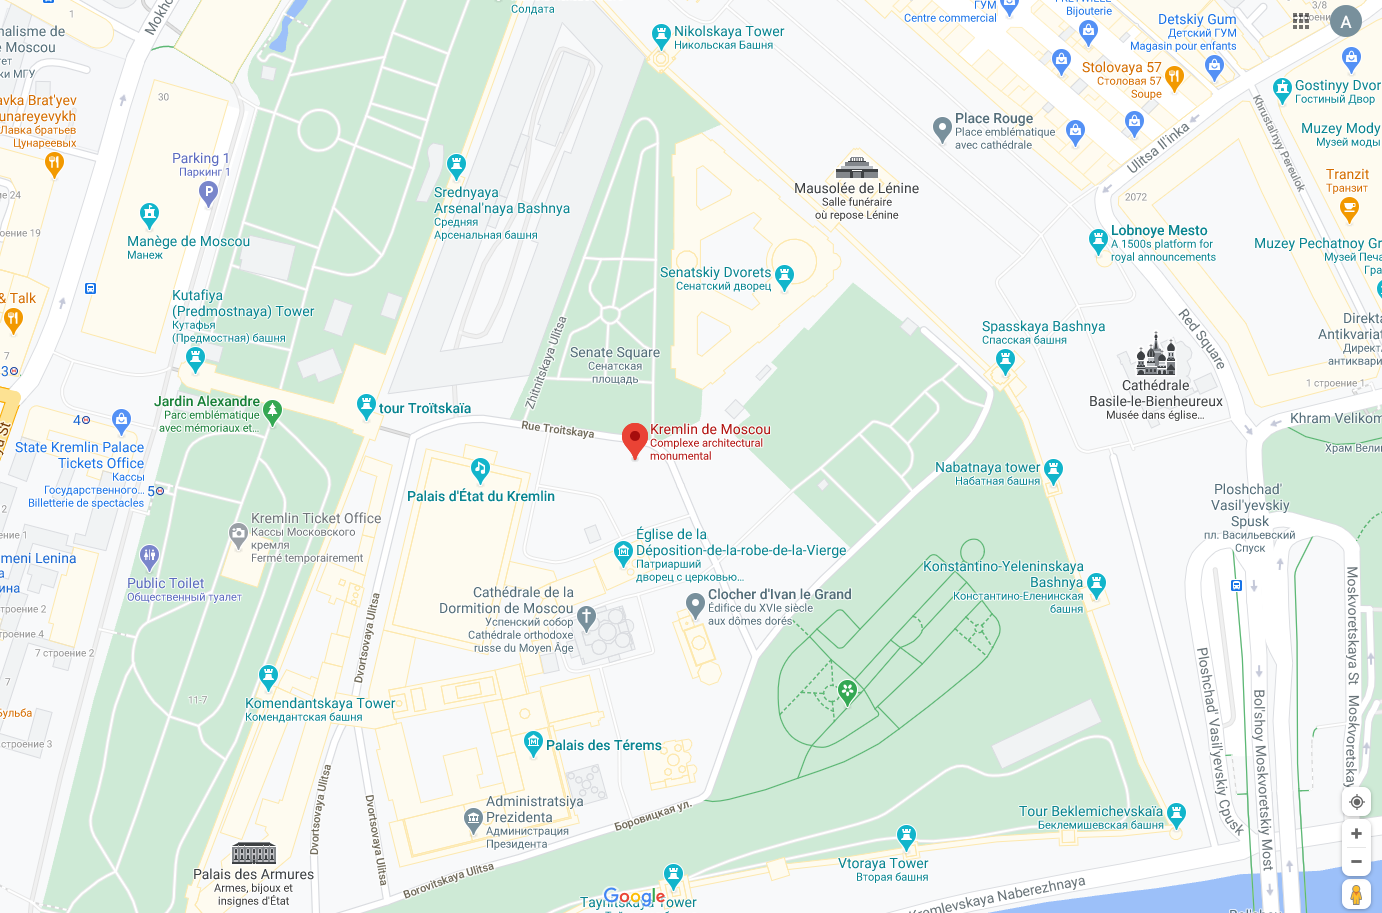 Солдата
ГУМ
Centre commercial
Bijouterie
3/8
строени
A
nalisme de
e Moscou
тет
ки МГУ
Nikolskaya Tower
Никольская Башня
Detskiy Gum
Детский ГУМ
Magasin pour enfants
Stolovaya 57
Столовая 57
Soupe
Gostinyy Dvor
Гостиный Двор
Khrustal'nyy Pereulok
avka Brat'yev
unareyevykh
Лавка братьев
Цунареевых
30
Place Rouge
Place emblématique
avec cathédrale
Ulitsa Il'inka
Muzey Mody
Музей моды
Parking 1
Паркинг 1
P
Srednyaya
Arsenal'naya Bashnya
Средняя
Арсенальная башня
Mausolée de Lénine
Salle funéraire
où repose Lénine
2072
Tranzit
Транзит
ние 24
строение 19
Manège de Moscou
Манеж
Lobnoye Mesto
A 1500s platform for
royal announcements
Muzey Pechatnoy Gr
Музей Печа
Гра
Senatskiy Dvorets
Сенатский дворец
& Talk
Kutafiya
(Predmostnaya) Tower
Кутафья
(Предмостная) башня
Zhitnitskaya Ulitsa
Senate Square
Сенатская
площадь
Spasskaya Bashnya
Спасская башня
Red Square
Direkta
Antikvariat
Директ
антиквари
7
3
Cathédrale
Basile-le-Bienheureux
Musée dans église...
строение 1...
Jardin Alexandre
Parc emblématique
avec mémoriaux et...
tour Troïtskaïa
4
Rue Troitskaya
Kremlin de Moscou
Complexe architectural
monumental
Khram Velikom
Храм Велик
State Kremlin Palace
Tickets Office
Кассы
Государственного...
Billetterie de spectacles
5
Palais d'État du Kremlin
Nabatnaya tower
Набатная башня
Ploshchad'
Vasil'yevskiy
Spusk
пл. Васильевский
Спуск
Kremlin Ticket Office
Кассы Московского
кремля
Fermé temporairement
ение 1
meni Lenina
а
ина
Public Toilet
Общественный туалет
Église de la
Déposition-de-la-robe-de-la-Vierge
Патриарший
дворец с церковью...
Konstantino-Yeleninskaya
Bashnya
Константино-Еленинская
башня
Cathédrale de la
Dormition de Moscou
Успенский собор
Cathédrale orthodoxe
russe du Moyen Âge
Clocher d'Ivan le Grand
Édifice du XVIe siècle
aux dômes dorés
строение 2
строение 4
7 строение 2
Dvortsovaya Ulitsa
11-7
Komendantskaya Tower
Комендантская башня
ульба
строение 3
Ploshchad' Vasil'yevskiy Cpusk
Bol'shoy Moskvoretskiy Most
Moskvoretskaya St
Moskvoretskaya
Palais des Térems
Dvortsovaya Ulitsa
Dvortsovaya Ulitsa
Administratsiya
Prezidenta
Администрация
Президента
Боровицкая ул.
Tour Beklemichevskaïa
Беклемишевская башня
Vtoraya Tower
Вторая башня
Palais des Armures
Armes, bijoux et
insignes d'État
Borovitskaya Ulitsa
Google
Taynitskaya Tower
Kremlevskaya Naberezhnaya